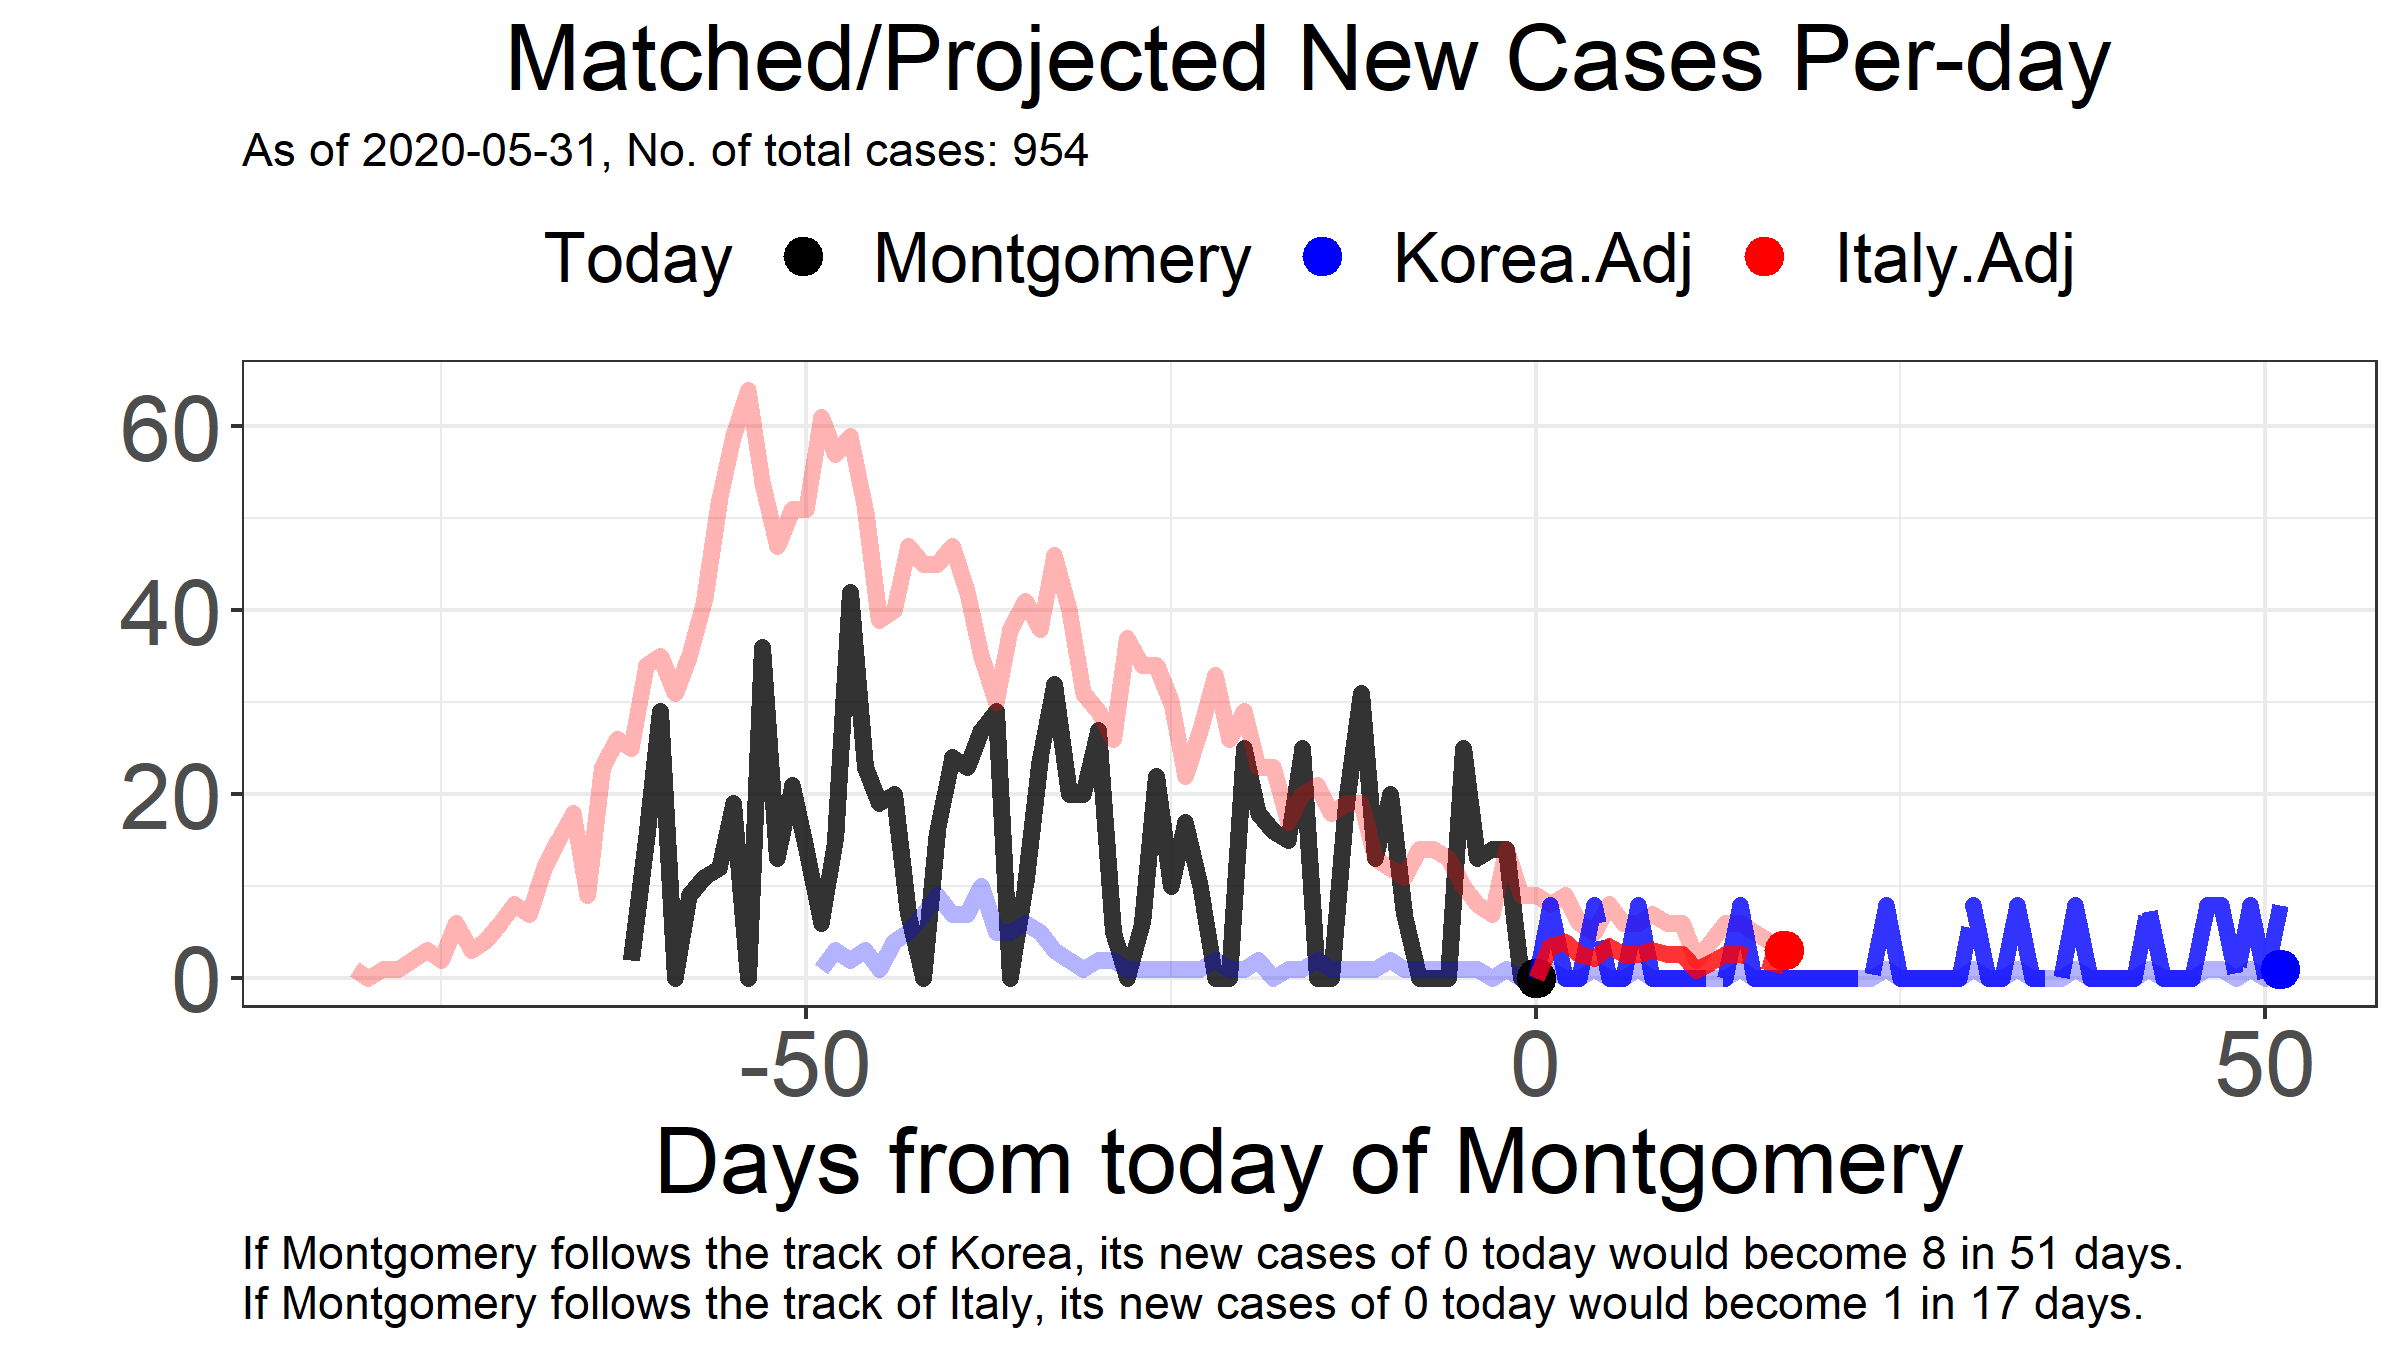 Matched/Projected New Cases Per-day
As of 2020-05-31, No. of total cases: 954
Today Montgomery Korea.Adj Italy.Adj
60
40
20
0
-50 0 50
Days from today of Montgomery
If Montgomery follows the track of Korea, its new cases of 0 today would become 8 in 51 days.
If Montgomery follows the track of Italy, its new cases of 0 today would become 1 in 17 days.